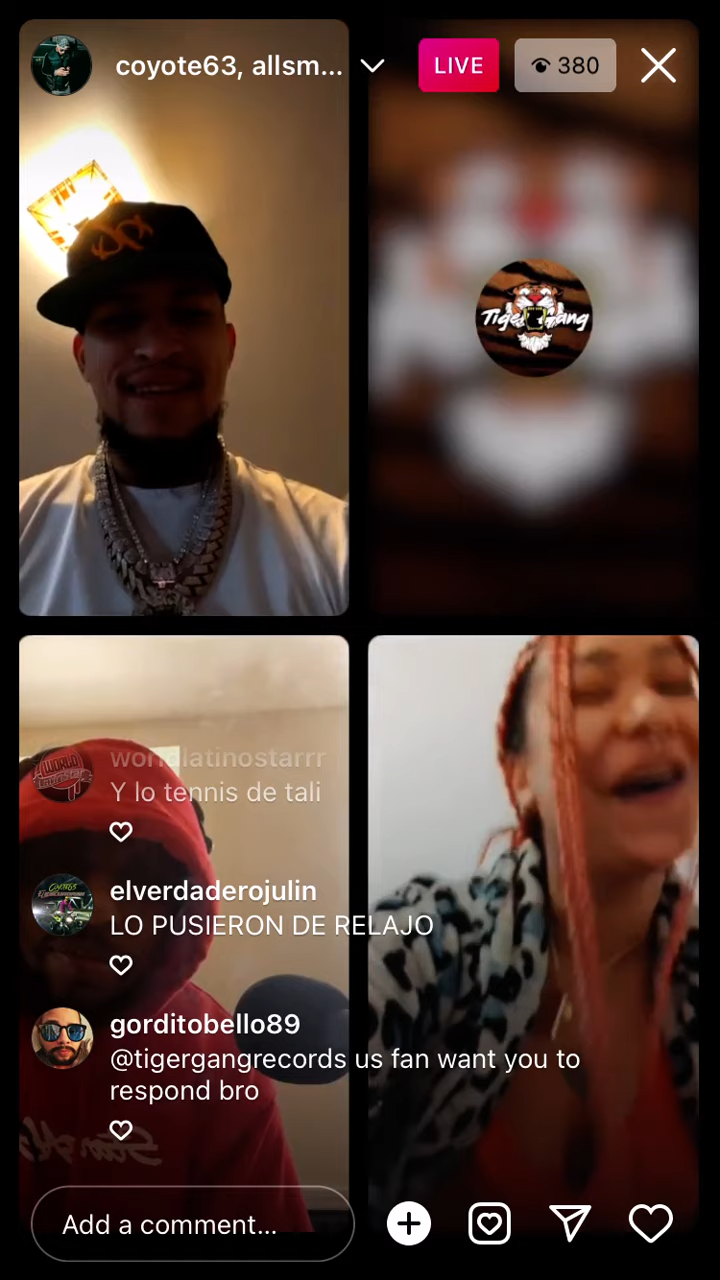 coyote63, allsm...
LIVE
380
Tiger Gang
worldlatinostarrr
Y lo tennis de tali
elverdaderojulin
LO PUSIERON DE RELAJO
gorditobello89
@tigergangrecords us fan want you to
respond bro
Add a comment...